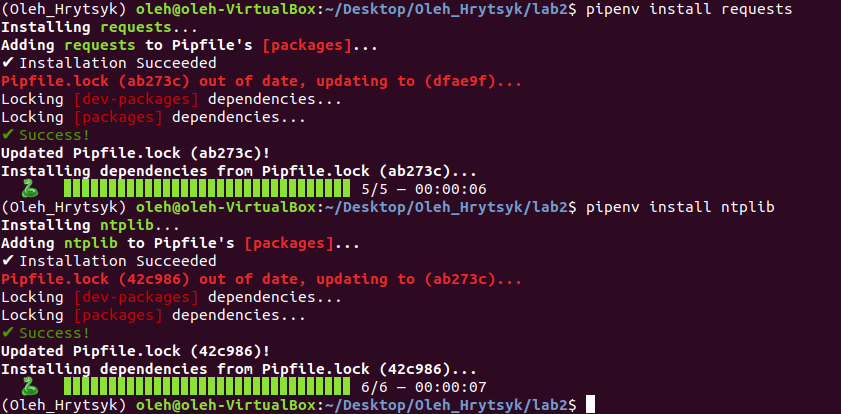 (Oleh_Hrytsyk) oleh@oleh-VirtualBox:~/Desktop/Oleh_Hrytsyk/lab2$ pipenv install requests
Installing requests...
Adding requests to Pipfile's [packages]...
✔ Installation Succeeded
Pipfile.lock (ab273c) out of date, updating to (dfae9f)...
Locking [dev-packages] dependencies...
Locking [packages] dependencies...
✔ Success!
Updated Pipfile.lock (ab273c)!
Installing dependencies from Pipfile.lock (ab273c)...
5/5 — 00:00:06
(Oleh_Hrytsyk) oleh@oleh-VirtualBox:~/Desktop/Oleh_Hrytsyk/lab2$ pipenv install ntplib
Installing ntplib...
Adding ntplib to Pipfile's [packages]...
✔ Installation Succeeded
Pipfile.lock (42c986) out of date, updating to (ab273c)...
Locking [dev-packages] dependencies...
Locking [packages] dependencies...
✔ Success!
Updated Pipfile.lock (42c986)!
Installing dependencies from Pipfile.lock (42c986)...
6/6 — 00:00:07
(Oleh_Hrytsyk) oleh@oleh-VirtualBox:~/Desktop/Oleh_Hrytsyk/lab2$